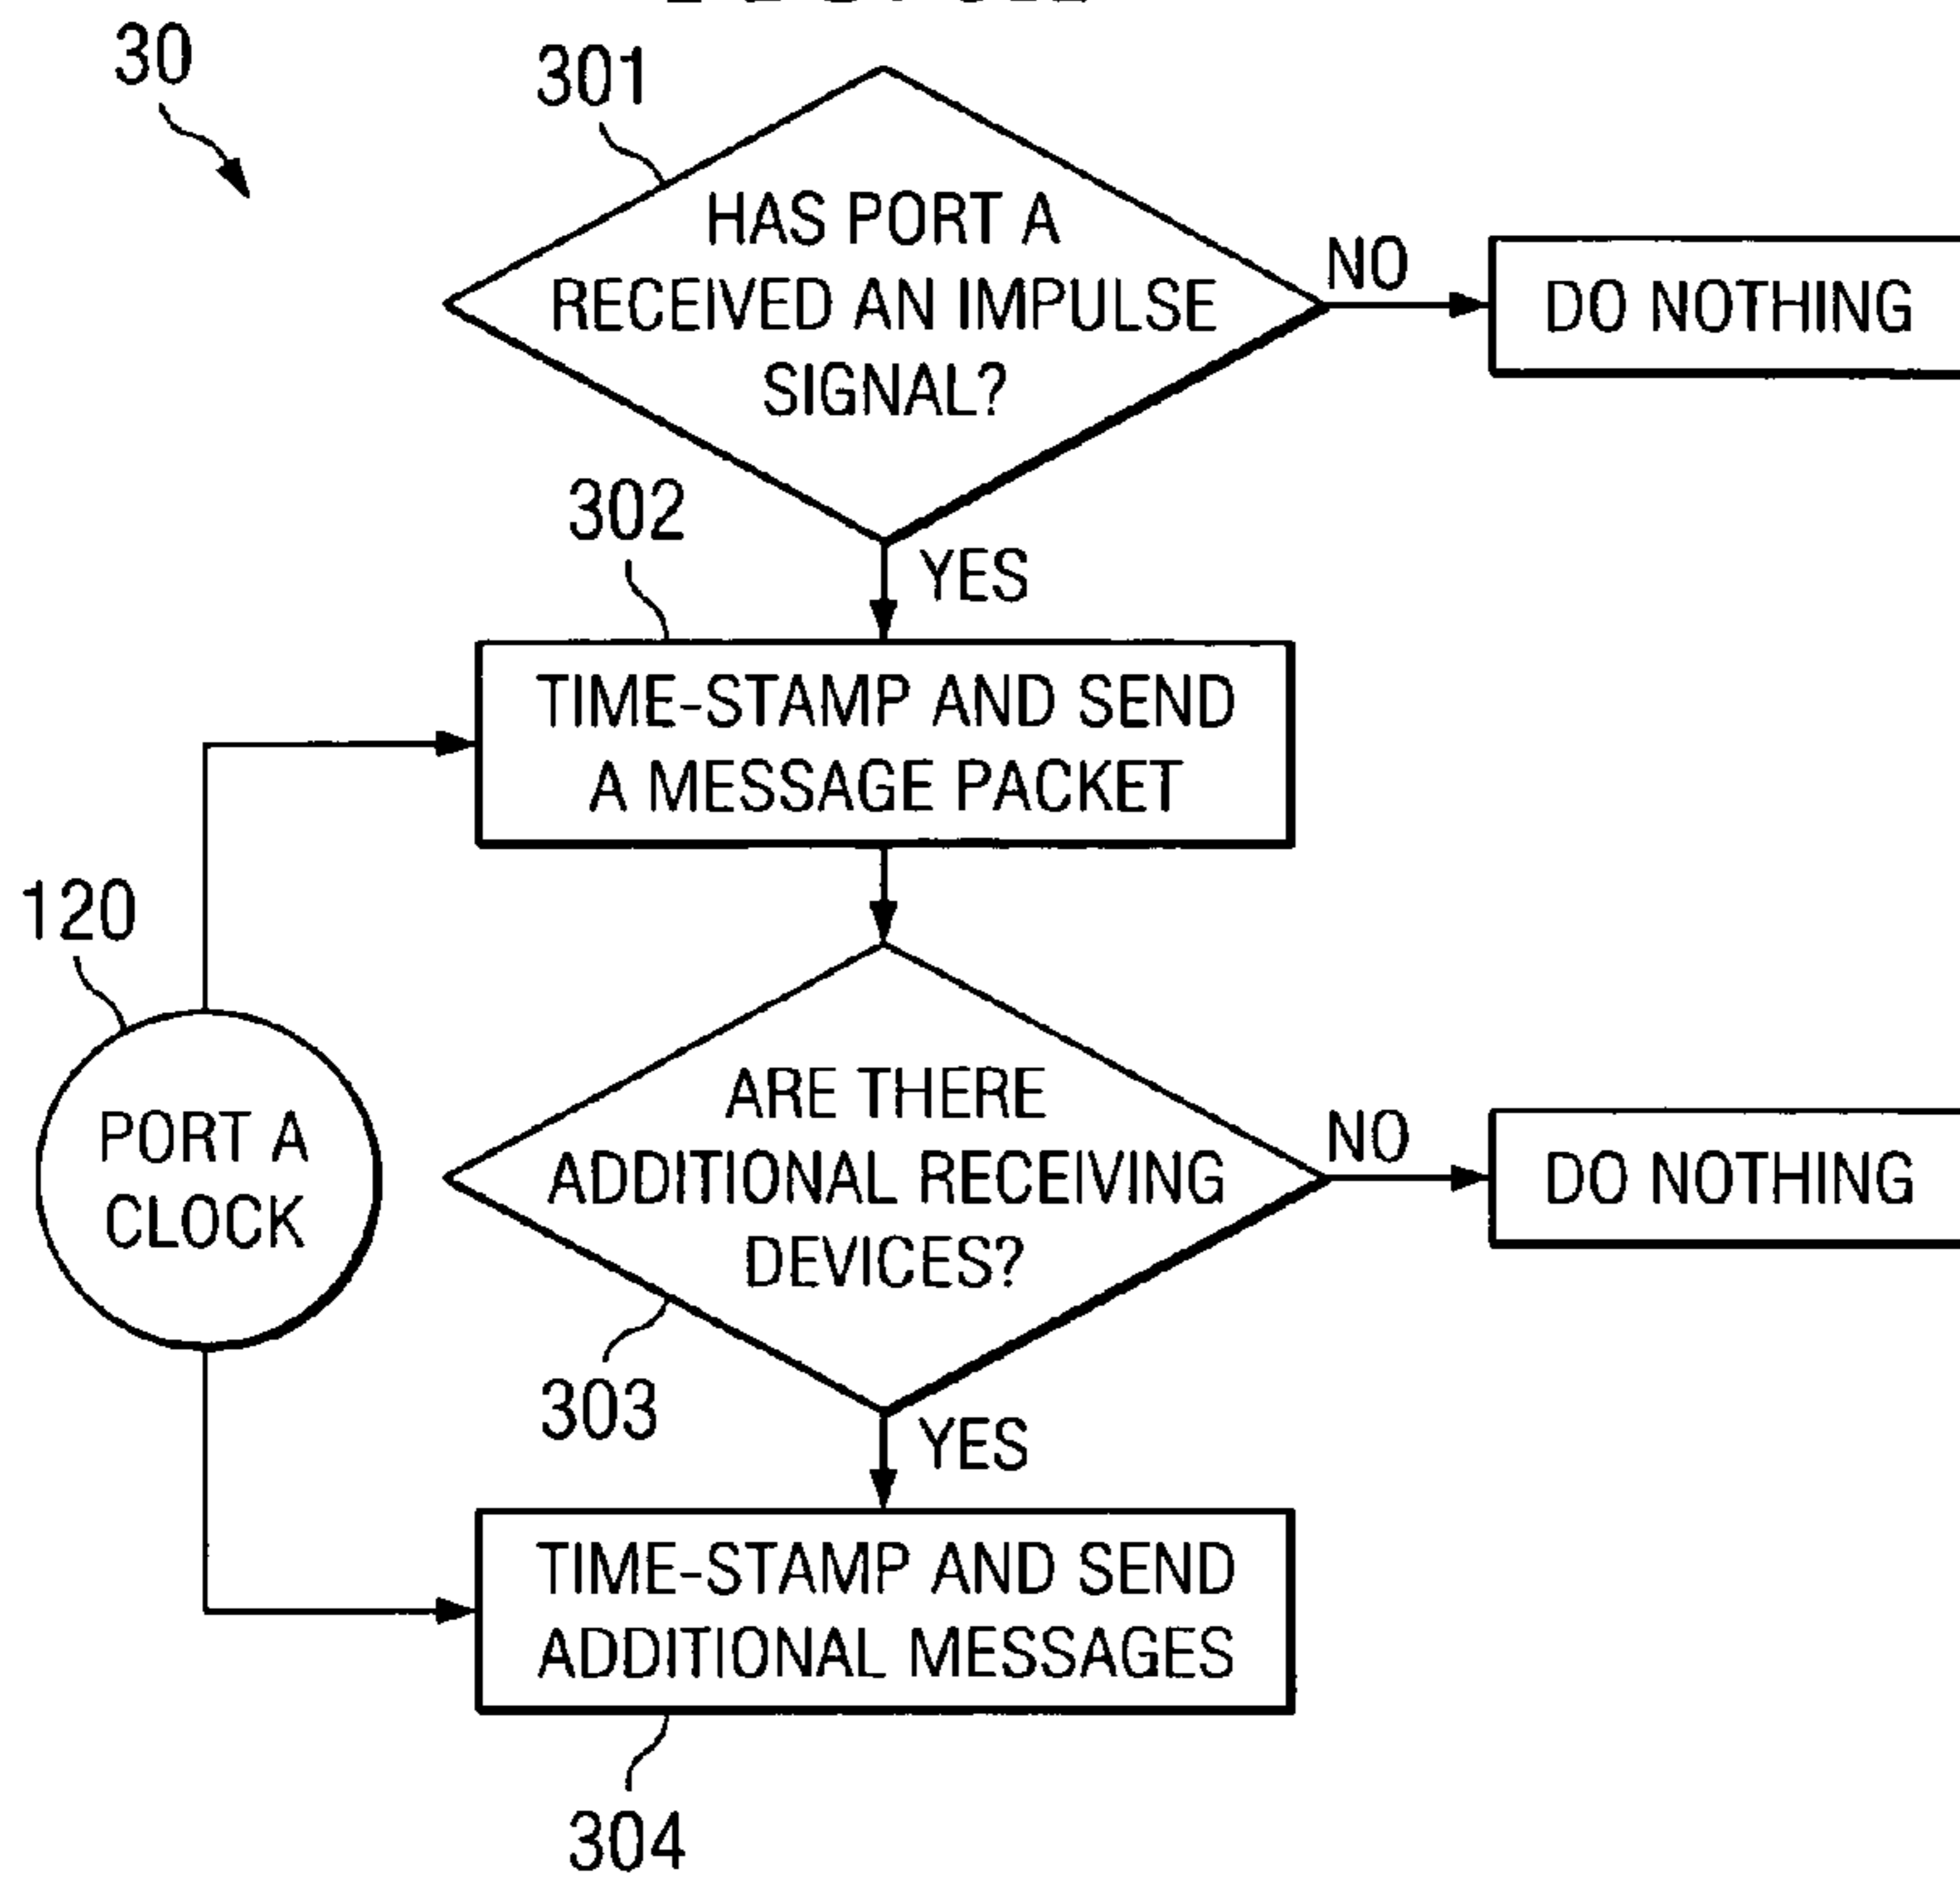 30
301
HAS PORT A
RECEIVED AN IMPULSE
SIGNAL?
NO
DO NOTHING
302
YES
TIME-STAMP AND SEND
A MESSAGE PACKET
120
PORT A
CLOCK
ARE THERE
ADDITIONAL RECEIVING
DEVICES?
NO
DO NOTHING
303
YES
TIME-STAMP AND SEND
ADDITIONAL MESSAGES
304